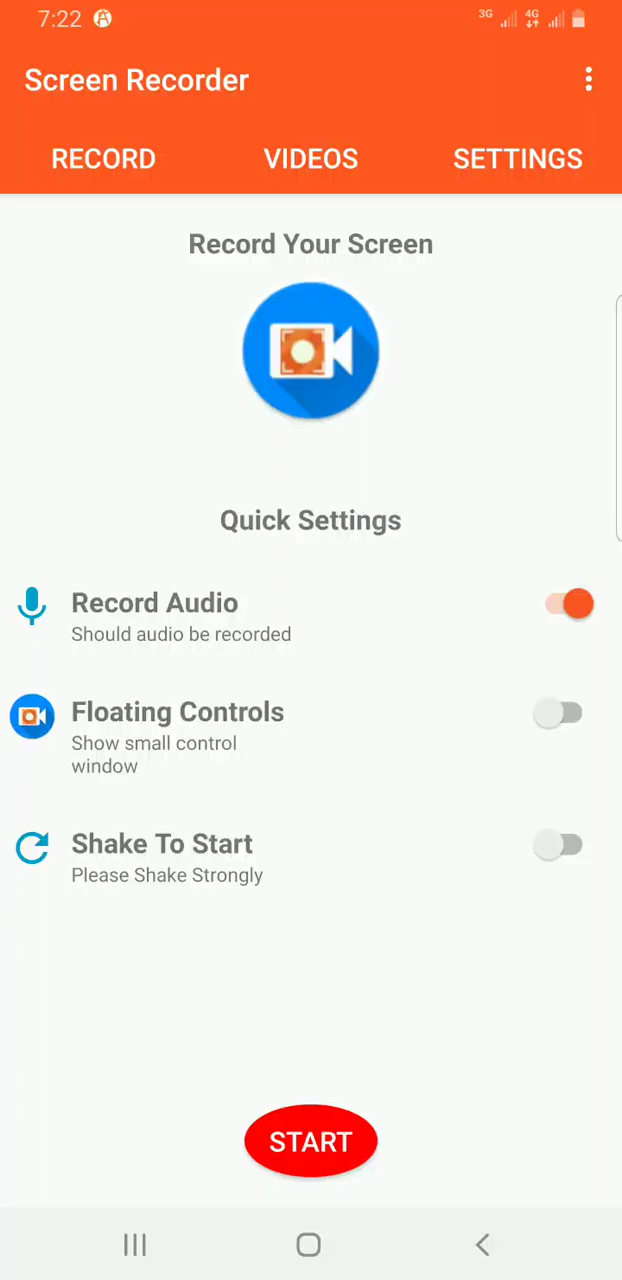 7:22
3G 4G
Screen Recorder
RECORD VIDEOS SETTINGS
Record Your Screen
Quick Settings
Record Audio
Should audio be recorded
Floating Controls
Show small control
window
Shake To Start
Please Shake Strongly
START